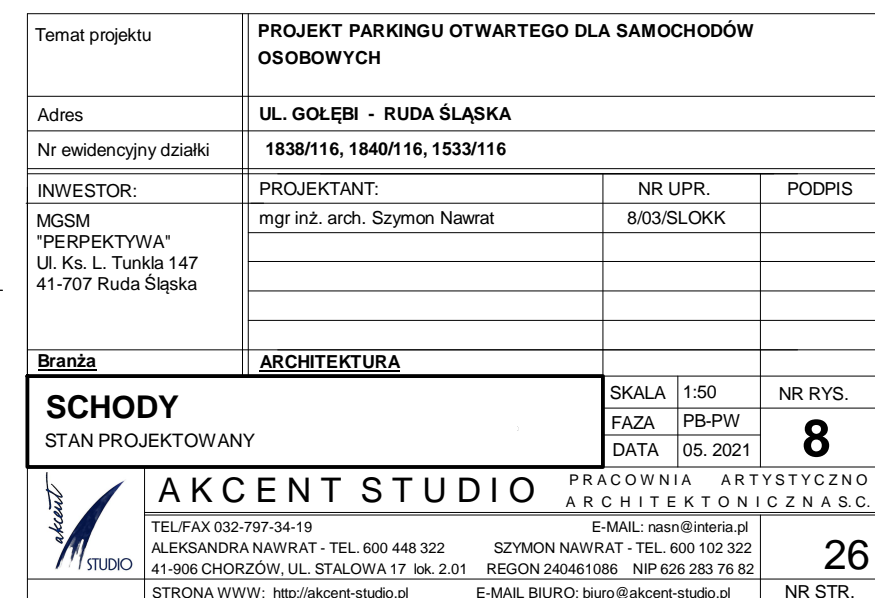 Temat projektu
PROJEKT PARKINGU OTWARTEGO DLA SAMOCHODÓW
OSOBOWYCH
Adres
UL. GOŁĘBI - RUDA ŚLĄSKA
Nr ewidencyjny działki
1838/116, 1840/116, 1533/116
INWESTOR:
PROJEKTANT:
NR UPR.
PODPIS
MGSM
"PERPEKTYWA"
Ul. Ks. L. Tunkla 147
41-707 Ruda Śląska
mgr inż. arch. Szymon Nawrat
8/03/SLOKK
Branża
ARCHITEKTURA
SCHODY
STAN PROJEKTOWANY
SKALA 1:50
FAZA PB-PW
DATA 05. 2021
NR RYS.
8
akcent
STUDIO
AKCENT STUDIO
PRACOWNIA ARTYSTYCZNO
ARCHITEKTONICZNA S.C.
TEL/FAX 032-797-34-19
E-MAIL: nasn@interia.pl
ALEKSANDRA NAWRAT - TEL. 600 448 322
SZYMON NAWRAT - TEL. 600 102 322
41-906 CHORZÓW, UL. STALOWA 17 lok. 2.01
REGON 240461086 NIP 626 283 76 82
STRONA WWW: http://akcent-studio.pl
E-MAIL BIURO: biuro@akcent-studio.pl
26
NR STR.